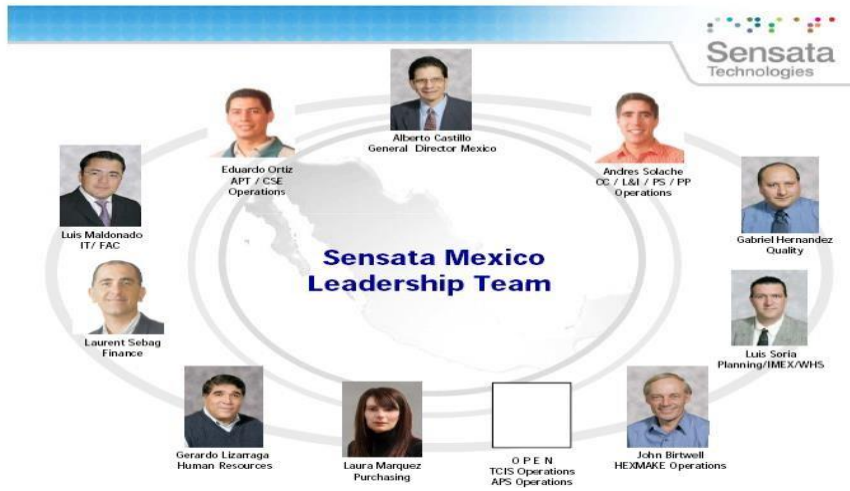 Sensata
Technologies
Alberto Castillo
General Director Mexico
Eduardo Ortiz
APT / CSE
Operations
Andres Solache
CC / L&I / PS / PP
Operations
Luis Maldonado
IT/ FAC
Gabriel Hernandez
Quality
Sensata Mexico
Leadership Team
Laurent Sebag
Finance
Luis Soria
Planning/IMEX/WHS
Gerardo Lizarraga
Human Resources
Laura Marquez
Purchasing
O P E N
TCIS Operations
APS Operations
John Birtwell
HEXMAKE Operations